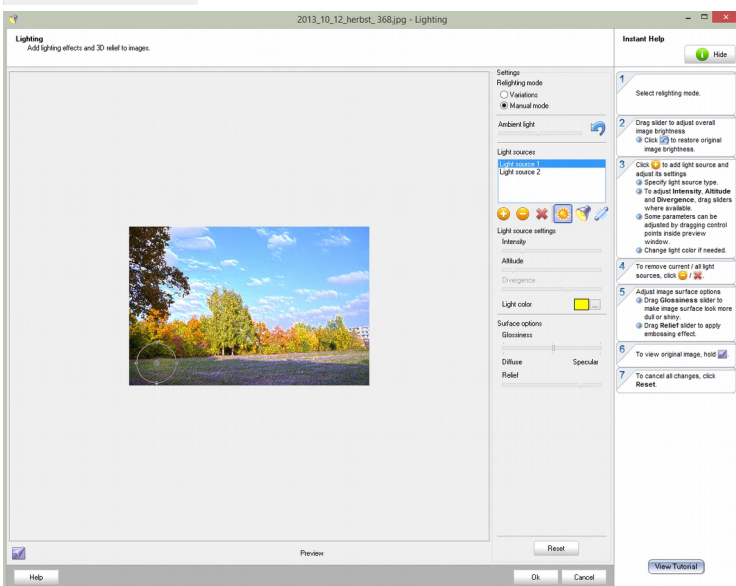 2013_10_12_herbst_ 368.jpg - Lighting
Lighting
Add lighting effects and 3D relief to images.
Settings
Relighting mode
Variations
Manual mode
Ambient light
Light sources
Light source 1
Light source 2
Light source settings
Intensity
Altitude
Divergence
Light color
...
Surface options
Glossiness
Diffuse Specular
Relief
Reset
Preview
Help
Ok Cancel
Instant Help
Hide
1
Select relighting mode.
2
Drag slider to adjust overall
image brightness
Click to restore original
image brightness.
3
Click to add light source and
adjust its settings
Specify light source type.
To adjust Intensity, Altitude
and Divergence, drag sliders
where available.
Some parameters can be
adjusted by dragging control
points inside preview
window.
Change light color if needed.
4
To remove current / all light
sources, click / .
5
Adjust image surface options
Drag Glossiness slider to
make image surface look more
dull or shiny.
Drag Relief slider to apply
embossing effect.
6
To view original image, hold .
7
To cancel all changes, click
Reset.
View Tutorial